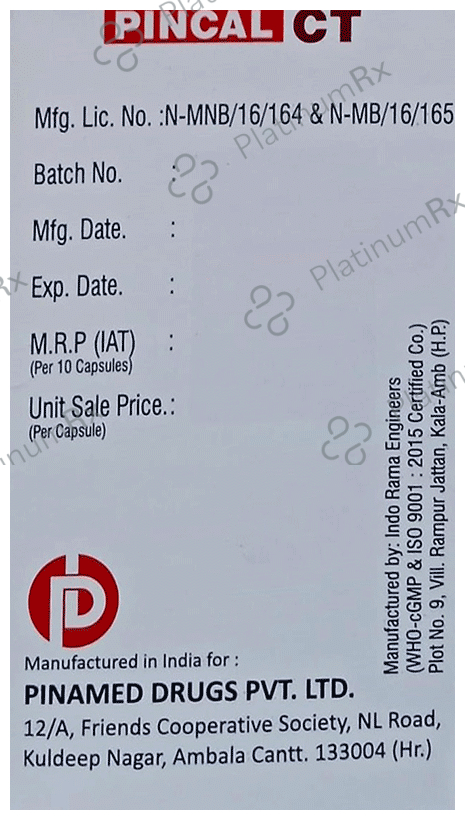 PINCAL CT
Mfg. Lic. No. :N-MNB/16/164 & N-MB/16/165
Batch No. :
Mfg. Date. :
Exp. Date. :
M.R.P (IAT) :
(Per 10 Capsules)
Unit Sale Price.:
(Per Capsule)
Manufactured by: Indo Rama Engineers
(WHO-cGMP & ISO 9001 : 2015 Certified Co.)
Plot No. 9, Vill. Rampur Jattan, Kala-Amb (H.P.)
Manufactured in India for :
PINAMED DRUGS PVT. LTD.
12/A, Friends Cooperative Society, NL Road,
Kuldeep Nagar, Ambala Cantt. 133004 (Hr.)
PlatinumRx
PlatinumRx
PlatinumRx